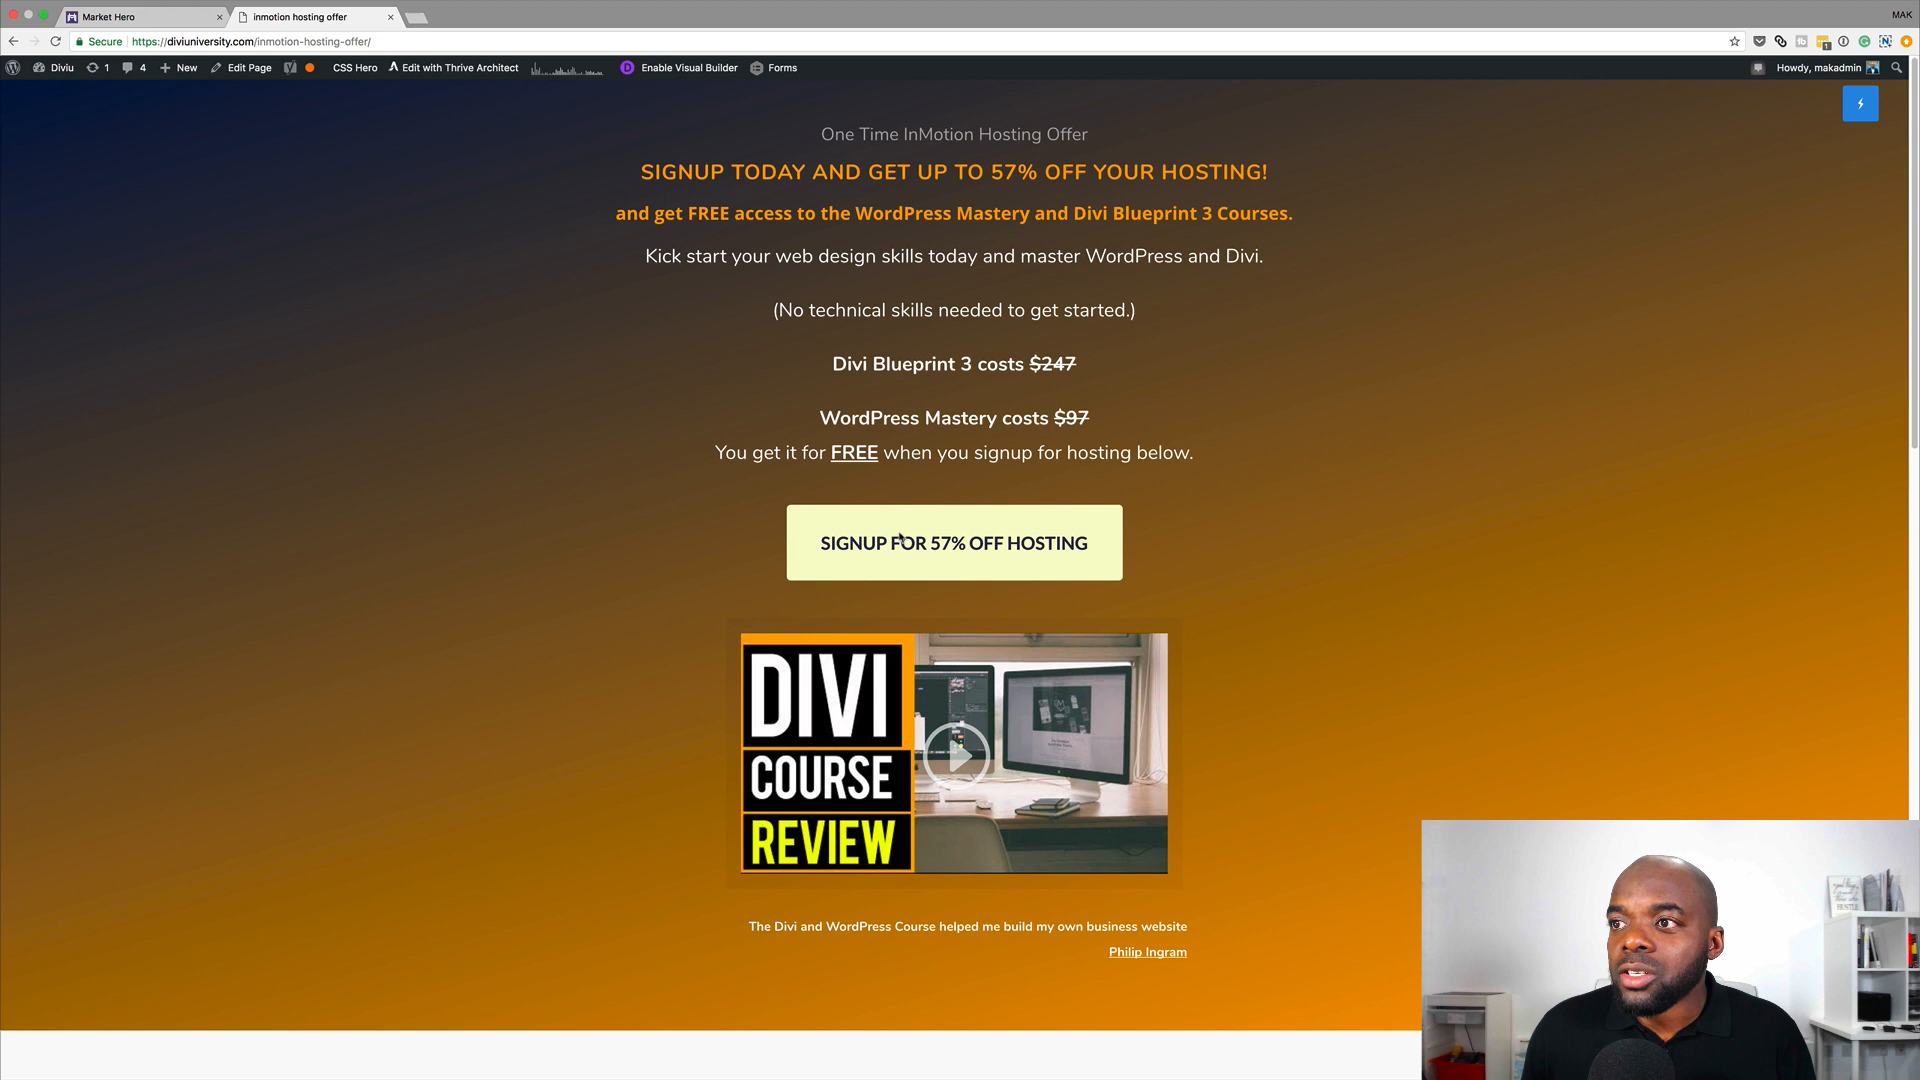 Market Hero
inmotion hosting offer
MAK
Secure https://diviuniversity.com/inmotion-hosting-offer/
Diviu 1 4 New Edit Page CSS Hero Edit with Thrive Architect Enable Visual Builder Forms Howdy, makadmin
One Time InMotion Hosting Offer
SIGNUP TODAY AND GET UP TO 57% OFF YOUR HOSTING!
and get FREE access to the WordPress Mastery and Divi Blueprint 3 Courses.
Kick start your web design skills today and master WordPress and Divi.
(No technical skills needed to get started.)
Divi Blueprint 3 costs $247
WordPress Mastery costs $97
You get it for FREE when you signup for hosting below.
SIGNUP FOR 57% OFF HOSTING
DIVI
COURSE
REVIEW
The Divi and WordPress Course helped me build my own business website
Philip Ingram